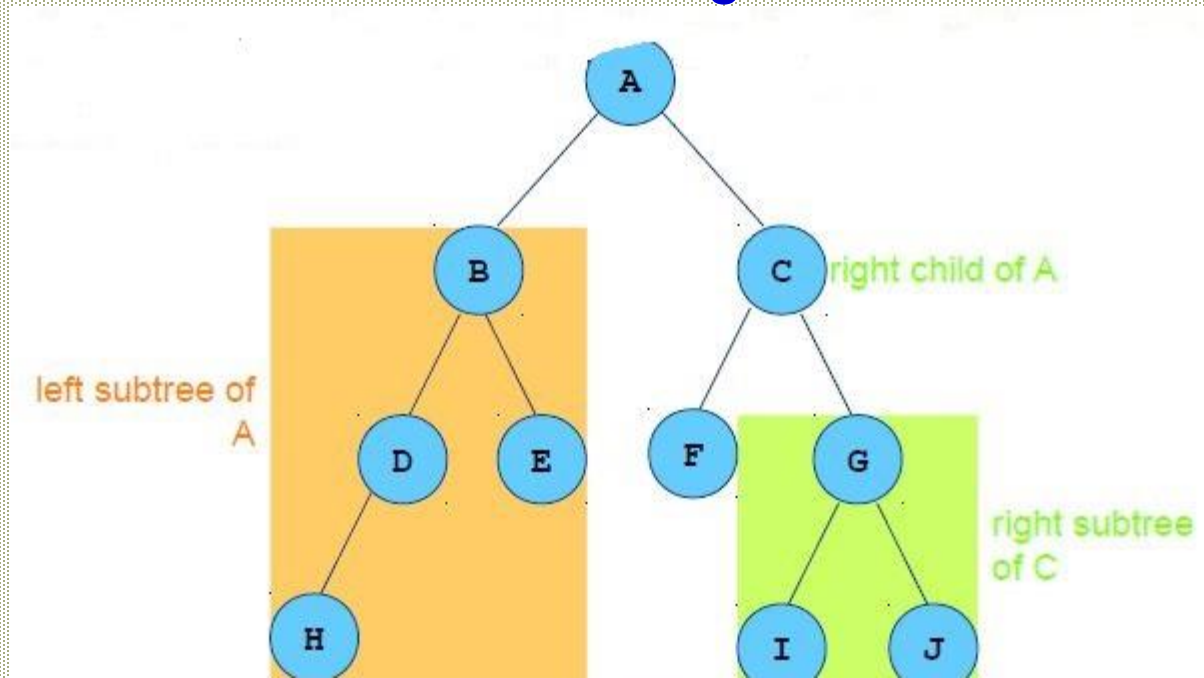 A
B
C
right child of A
left subtree of
A
D
E
F
G
right subtree
of C
H
I
J